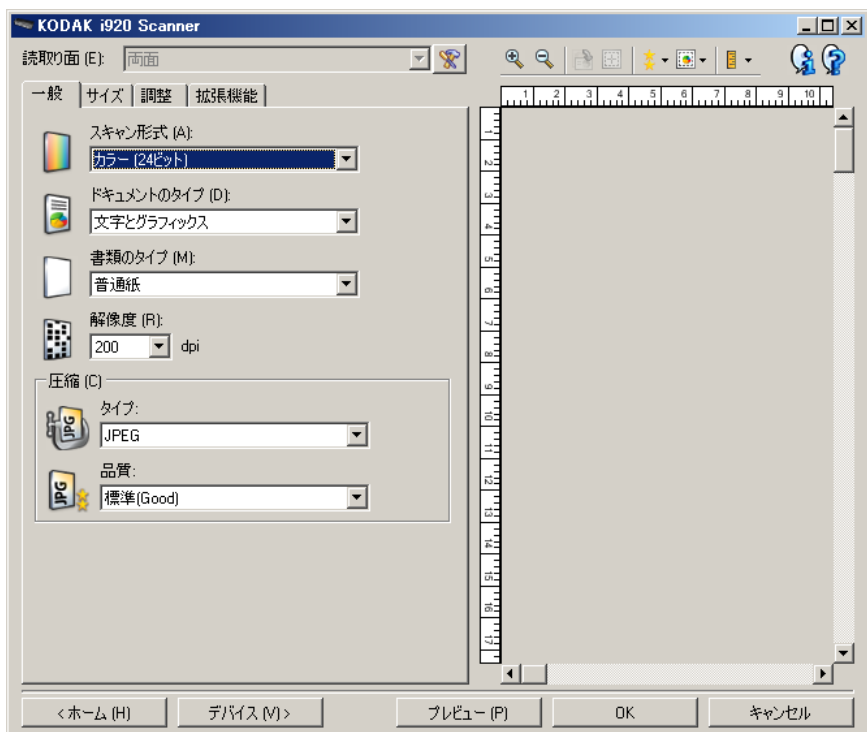 KODAK i920 Scanner
読取り面 (E): 両面
一般 サイズ 調整 拡張機能
スキャン形式 (A):
カラー (24ビット)
ドキュメントのタイプ (D):
文字とグラフィックス
書類のタイプ (M):
普通紙
解像度 (R):
200 dpi
圧縮 (C)
タイプ:
JPG
JPEG
品質:
JPG
標準(Good)
1 2 3 4 5 6 7 8 9 10
1
2
3
4
5
6
7
8
9
10
11
12
13
14
15
16
17
<ホーム (H) デバイス (V)> プレビュー (P) OK キャンセル